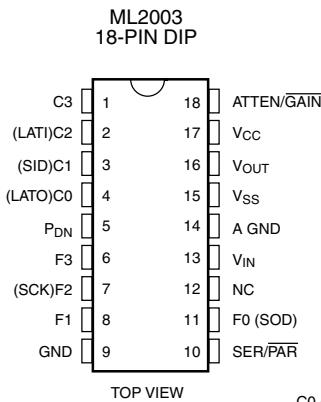 ML2003
18-PIN DIP
C3 1 18 ATTEN/GAIN
(LATI)C2 2 17 VCC
(SID)C1 3 16 VOUT
(LATO)C0 4 15 VSS
PDN 5 14 A GND
F3 6 13 VIN
(SCK)F2 7 12 NC
F1 8 11 F0 (SOD)
GND 9 10 SER/PAR
TOP VIEW
C0